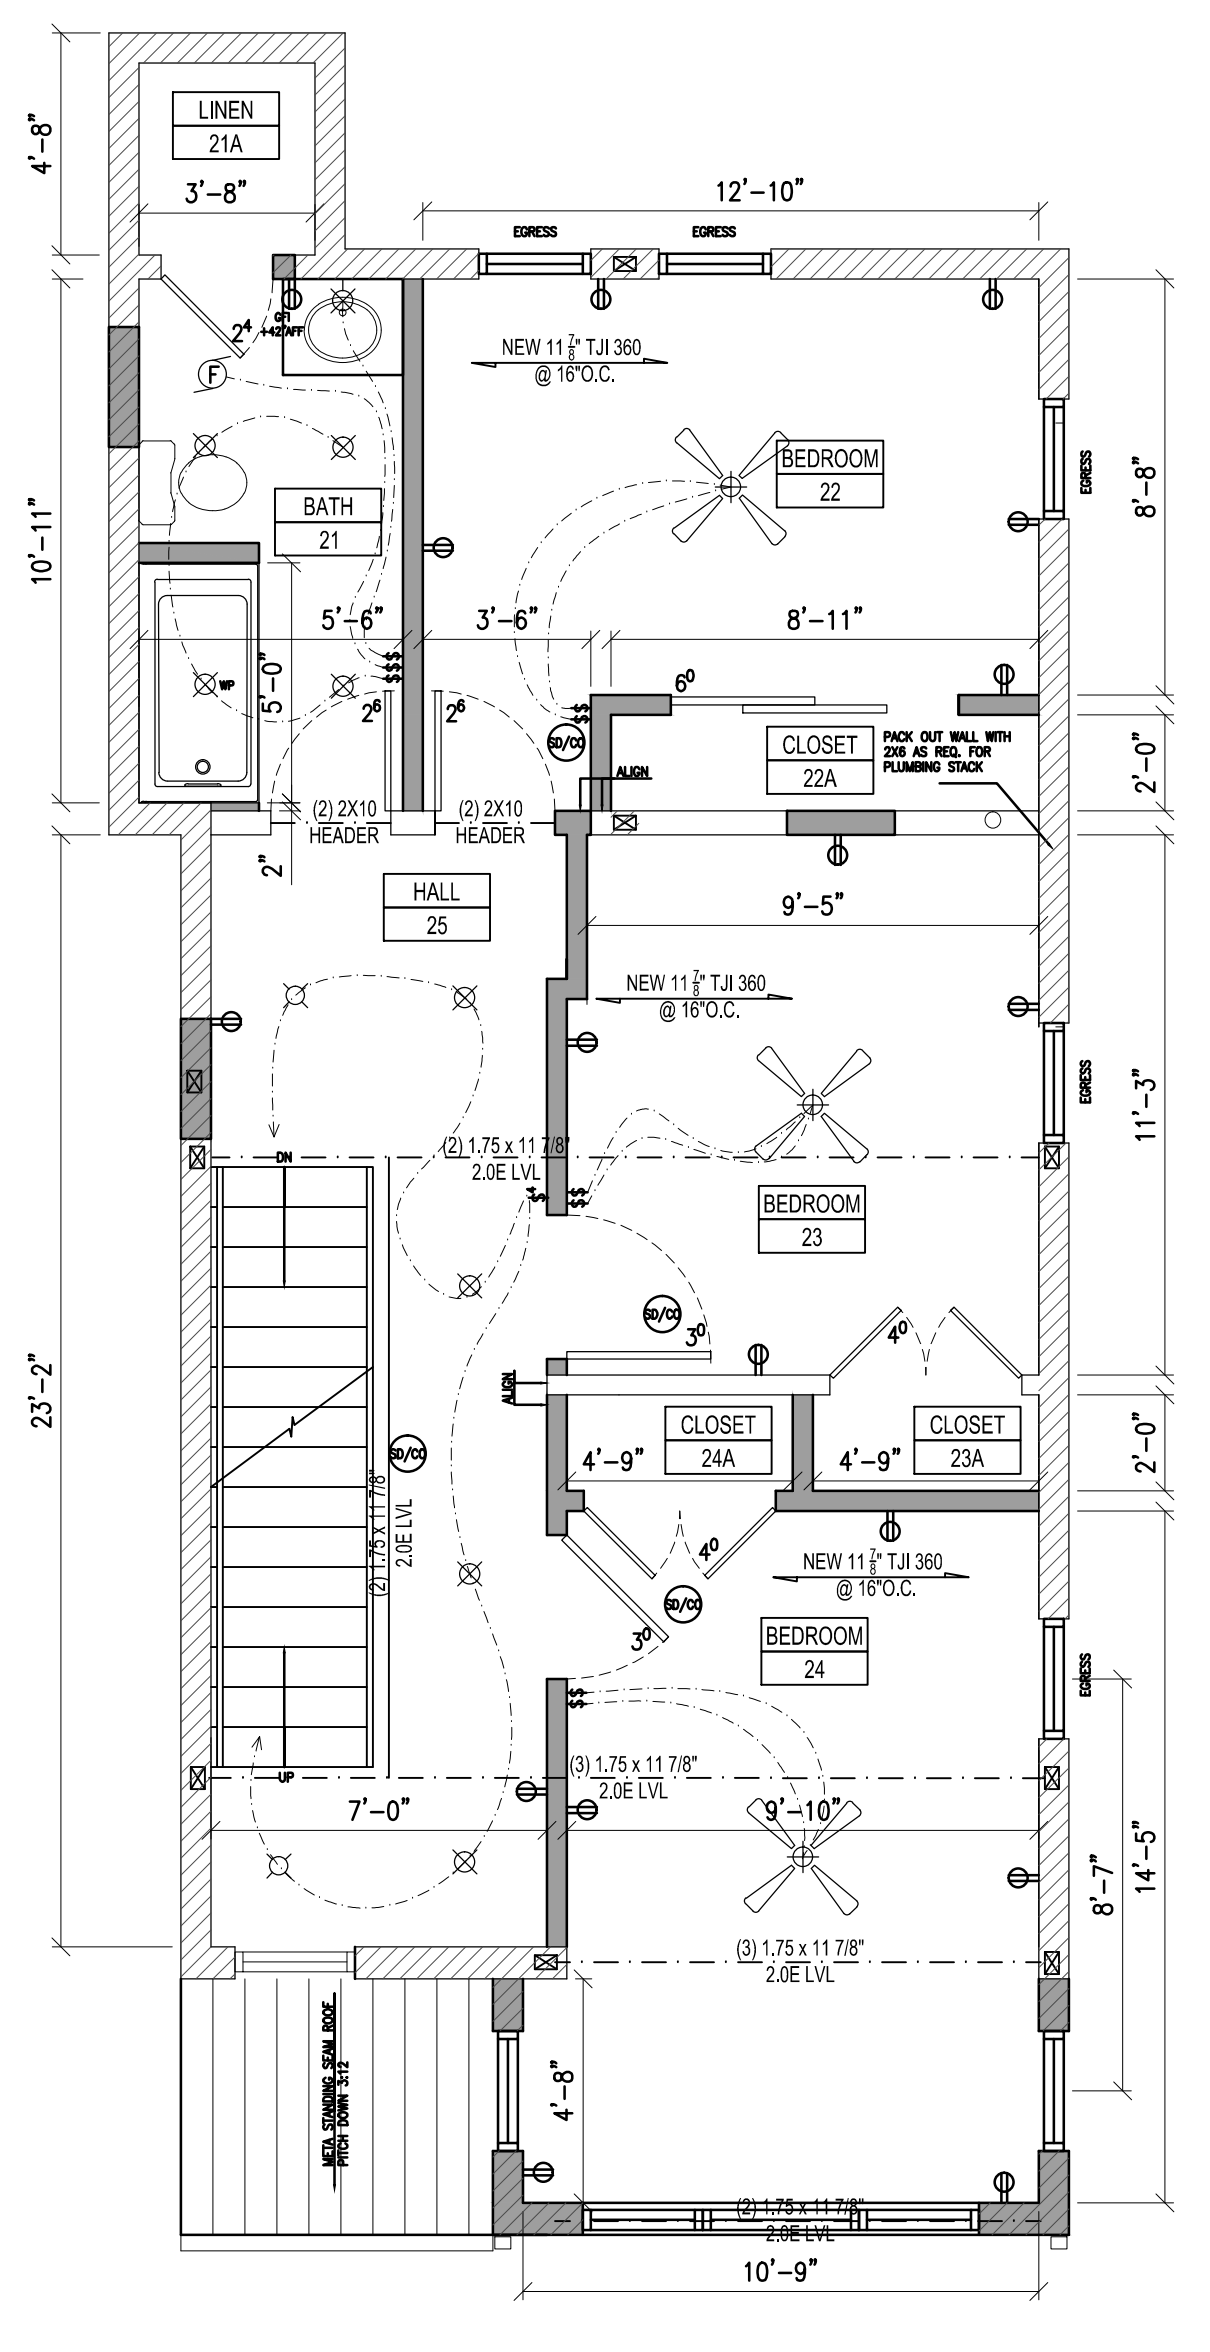 LINEN
21A
4'-8"
3'-8"
12'-10"
EGRESS
EGRESS
2⁴
GFI
+42"AFF
F
NEW 11 7/8" TJI 360
@ 16"O.C.
BEDROOM
22
EGRESS
8'-8"
10'-11"
BATH
21
5'-6"
3'-6"
8'-11"
5'-0"
WP
SSS
2⁶
2⁶
SS
6⁰
SD/CO
ALIGN
CLOSET
22A
PACK OUT WALL WITH
2X6 AS REQ. FOR
PLUMBING STACK
2'-0"
(2) 2X10
HEADER
(2) 2X10
HEADER
2"
HALL
25
9'-5"
NEW 11 7/8" TJI 360
@ 16"O.C.
EGRESS
11'-3"
(2) 1.75 x 11 7/8"
2.0E LVL
DN
S⁴
SS
BEDROOM
23
SD/CO
3⁰
4⁰
23'-2"
ALIGN
CLOSET
24A
CLOSET
23A
4'-9"
4'-9"
2'-0"
SD/CO
(2) 1.75 x 11 7/8"
2.0E LVL
4⁰
NEW 11 7/8" TJI 360
@ 16"O.C.
SD/CO
3⁰
BEDROOM
24
EGRESS
SS
UP
(3) 1.75 x 11 7/8"
2.0E LVL
7'-0"
9'-10"
8'-7"
14'-5"
(3) 1.75 x 11 7/8"
2.0E LVL
META STANDING SEAM ROOF
PITCH DOWN 3:12
4'-8"
(2) 1.75 x 11 7/8"
2.0E LVL
10'-9"